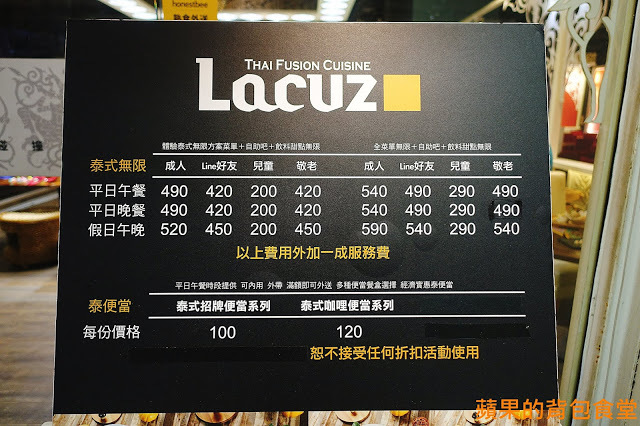 honestbee
熟食外送
THAI FUSION CUISINE
Lacuz
體驗泰式無限方案菜單+自助吧+飲料甜點無限 全菜單無限+自助吧+飲料甜點無限
泰式無限 成人 Line好友 兒童 敬老 成人 Line好友 兒童 敬老
平日午餐 490 420 200 420 540 490 290 490
平日晚餐 490 420 200 420 540 490 290 490
假日午晚 520 450 200 450 590 540 290 540
以上費用外加一成服務費
平日午餐時段提供 可內用 外帶 滿額即可外送 多種便當餐盒選擇 經濟實惠泰便當
泰便當 泰式招牌便當系列 泰式咖哩便當系列
每份價格 100 120
恕不接受任何折扣活動使用
蘋果的背包食堂